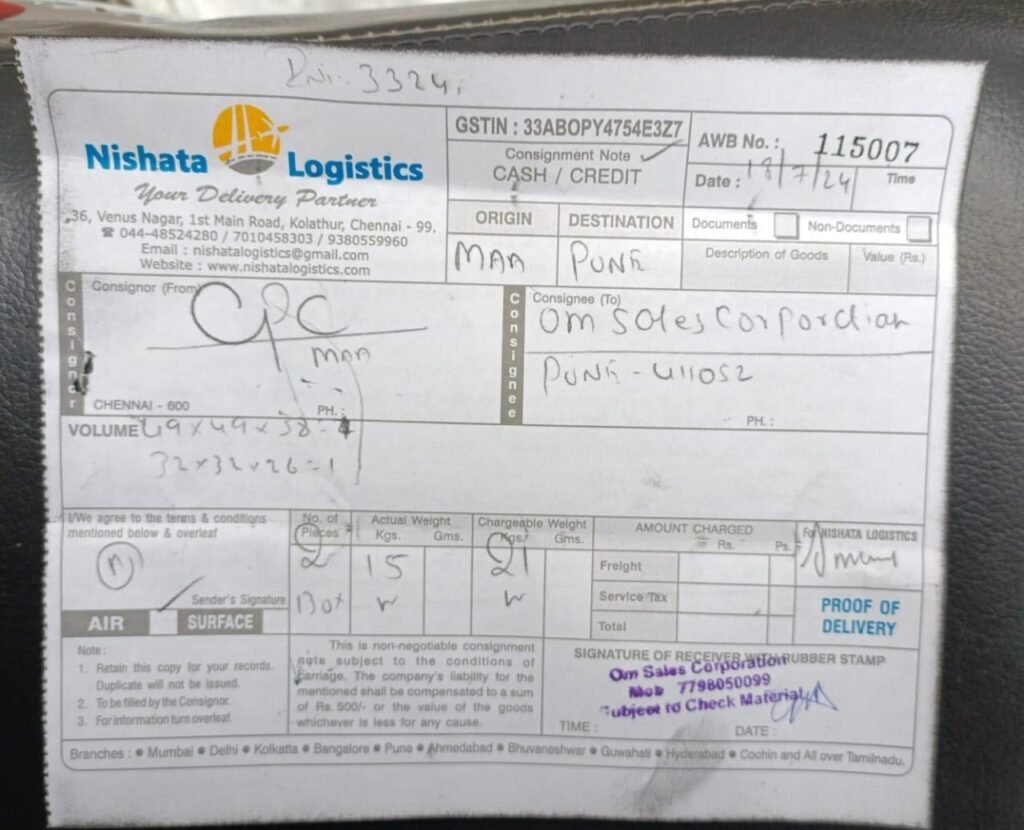 3324.
Nishata Logistics
Your Delivery Partner
36, Venus Nagar, 1st Main Road, Kolathur, Chennai - 99.
☎ 044-48524280 / 7010458303 / 9380559960
Email : nishatalogistics@gmail.com
Website : www.nishatalogistics.com
GSTIN : 33ABOPY4754E3Z7
Consignment Note
CASH / CREDIT
AWB No. : 115007
Date : 18/7/24 Time
ORIGIN DESTINATION
MAA PUNE
Documents Non-Documents
Description of Goods Value (Rs.)
Consignor
Consignor (From)
CPC
MAA
CHENNAI - 600 PH. :
Consignee
Consignee (To)
Om Sales Corporation
PUNE - 411052
PH. :
VOLUME 49x49x38=1
32x32x26=1
I/We agree to the terms & conditions
mentioned below & overleaf
Sender's Signature
AIR SURFACE
No. of Pieces
2
Box
Actual Weight
Kgs. Gms.
15
Chargeable Weight
Kgs. Gms.
21
AMOUNT CHARGED
Rs. Ps.
Freight
Service Tax
Total
For NISHATA LOGISTICS
PROOF OF
DELIVERY
Note :
1. Retain this copy for your records.
Duplicate will not be issued.
2. To be filled by the Consignor.
3. For information turn overleaf.
This is non-negotiable consignment
note subject to the conditions of
carriage. The company's liability for the
mentioned shall be compensated to a sum
of Rs. 500/- or the value of the goods
whichever is less for any cause.
SIGNATURE OF RECEIVER WITH RUBBER STAMP
Om Sales Corporation
Mob 7798050099
Subject to Check Material
TIME : DATE :
Branches : ● Mumbai ● Delhi ● Kolkatta ● Bangalore ● Pune ● Ahmedabad ● Bhuvaneshwar ● Guwahati ● Hyderabad ● Cochin and All over Tamilnadu.